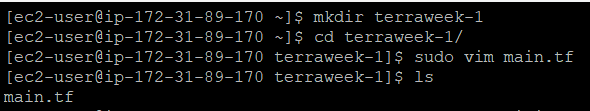 [ec2-user@ip-172-31-89-170 ~]$ mkdir terraweek-1
[ec2-user@ip-172-31-89-170 ~]$ cd terraweek-1/
[ec2-user@ip-172-31-89-170 terraweek-1]$ sudo vim main.tf
[ec2-user@ip-172-31-89-170 terraweek-1]$ ls
main.tf